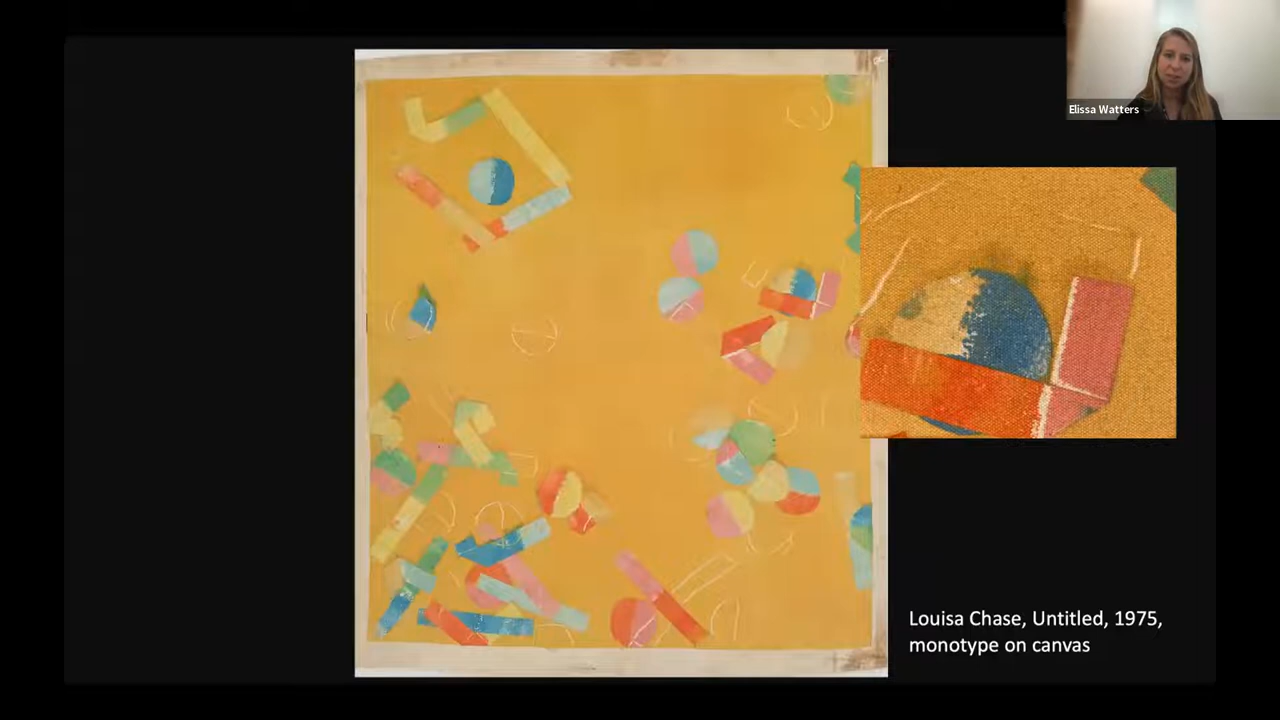 Elissa Watters
Louisa Chase, Untitled, 1975,
monotype on canvas